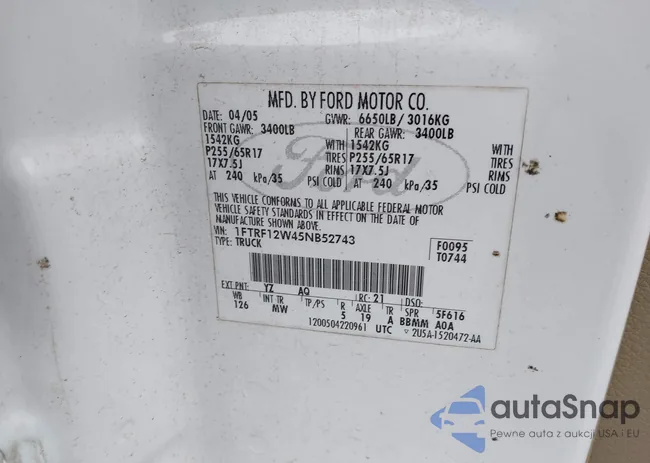 MFD. BY FORD MOTOR CO.
DATE: 04/05 GVWR: 6650LB/ 3016KG
FRONT GAWR: 3400LB REAR GAWR: 3400LB
1542KG WITH 1542KG WITH
P255/65R17 TIRES P255/65R17 TIRES
17X7.5J RIMS 17X7.5J RIMS
AT 240 kPa/35 PSI COLD AT 240 kPa/35 PSI COLD
Ford
THIS VEHICLE CONFORMS TO ALL APPLICABLE FEDERAL MOTOR
VEHICLE SAFETY STANDARDS IN EFFECT ON THE DATE OF
MANUFACTURE SHOWN ABOVE.
VIN: 1FTRF12W45NB52743 F0095
TYPE: TRUCK T0744
EXT PNT: YZ AQ RC: 21 DSO:
WB INT TR TP/PS R AXLE TR SPR 5F616
126 MW 5 19 A BBMM A0A
1200504220961 UTC 2U5A-1520472-AA
autaSnap
Pewne auta z aukcji USA i EU